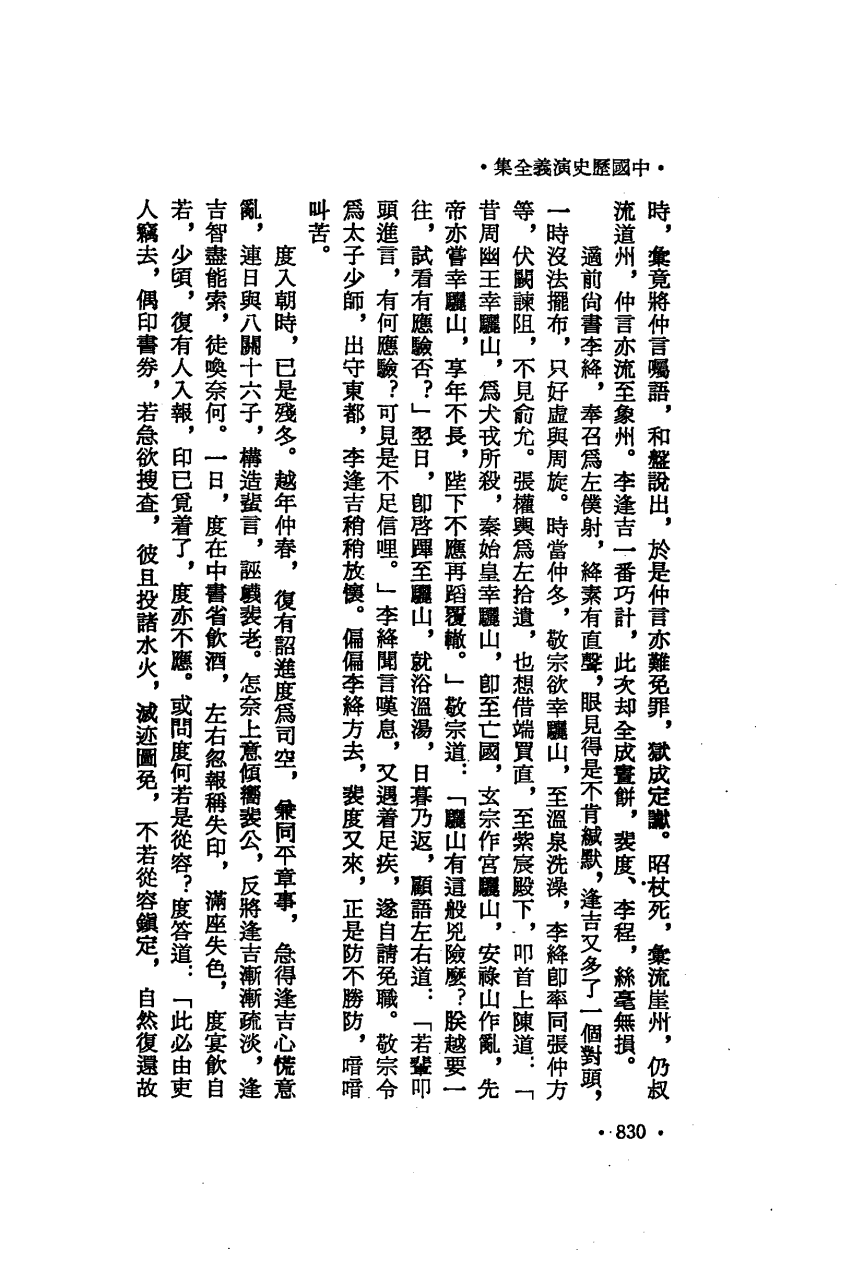 •中國歷史演義全集•
時，彙竟將仲言囑語，和盤說出，於是仲言亦難免罪，獄成定讞。昭杖死，彙流崖州，仍叔
流道州，仲言亦流至象州。李逢吉一番巧計，此次却全成畫餅，裴度、李程，絲毫無損。
適前尙書李絳，奉召爲左僕射，絳素有直聲，眼見得是不肯緘默，逢吉又多了一個對頭，
一時沒法擺布，只好虛與周旋。時當仲冬，敬宗欲幸驪山，至溫泉洗澡，李絳卽率同張仲方
等，伏闕諫阻，不見俞允。張權輿爲左拾遺，也想借端買直，至紫宸殿下，叩首上陳道：「
昔周幽王幸驪山，爲犬戎所殺，秦始皇幸驪山，卽至亡國，玄宗作宮驪山，安祿山作亂，先
帝亦嘗幸驪山，享年不長，陛下不應再蹈覆轍。」敬宗道：「驪山有這般兇險麼？朕越要一
往，試看有應驗否？」翌日，卽啓蹕至驪山，就浴溫湯，日暮乃返，顧語左右道：「若輩叩
頭進言，有何應驗？可見是不足信哩。」李絳聞言嘆息，又遇着足疾，遂自請免職。敬宗令
爲太子少師，出守東都，李逢吉稍稍放懷。偏偏李絳方去，裴度又來，正是防不勝防，喑喑
叫苦。
度入朝時，已是殘冬。越年仲春，復有詔進度爲司空，兼同平章事，急得逢吉心慌意
亂，連日與八關十六子，構造蜚言，誣衊裴老。怎奈上意傾嚮裴公，反將逢吉漸漸疏淡，逢
吉智盡能索，徒喚奈何。一日，度在中書省飲酒，左右忽報稱失印，滿座失色，度宴飲自
若，少頃，復有人入報，印已覓着了，度亦不應。或問度何若是從容？度答道：「此必由吏
人竊去，偶印書券，若急欲搜查，彼且投諸水火，滅迹圖免，不若從容鎭定，自然復還故
•830•